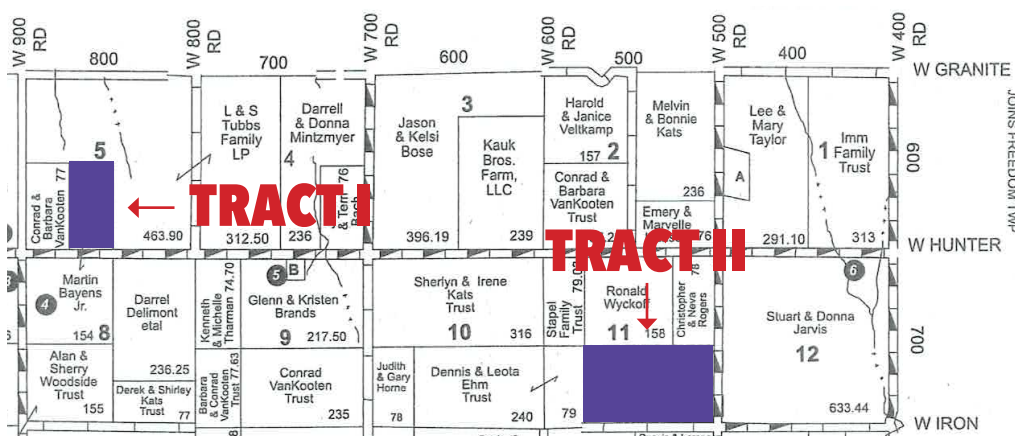 W 900
RD
W 800
RD
W 700
RD
W 600
RD
W 500
RD
W 400
RD
800
700
600
500
400
W GRANITE
JOINS FREEDOM TWP
5
Conrad &
Barbara
VanKooten
77
463.90
TRACT I
L & S
Tubbs
Family
LP
312.50
4
Darrell
& Donna
Mintzmyer
236
76
& Terri
Bach
3
Jason
& Kelsi
Bose
396.19
Kauk
Bros.
Farm,
LLC
239
Harold
& Janice
Veltkamp
157
2
Conrad &
Barbara
VanKooten
Trust
Melvin
& Bonnie
Kats
236
Emery &
Marvelle
76
TRACT II
Lee &
Mary
Taylor
291.10
A
1
Imm
Family
Trust
313
600
W HUNTER
4
Martin
Bayens
Jr.
154
8
Darrel
Delimont
etal
236.25
Alan &
Sherry
Woodside
Trust
155
Derek & Shirley
Kats
Trust
77
Kenneth
& Michelle
Tharman
74.70
5
B
Glenn & Kristen
Brands
9
217.50
Barbara
& Conrad
VanKooten
Trust
77.63
Conrad
VanKooten
Trust
235
Sherlyn & Irene
Kats
Trust
10
316
Judith
& Gary
Horne
78
Dennis & Leota
Ehm
Trust
240
Stapel
Family
Trust
79
Ronald
Wyckoff
11
158
Christopher
& Neva
Rogers
78
6
Stuart & Donna
Jarvis
12
633.44
700
W IRON